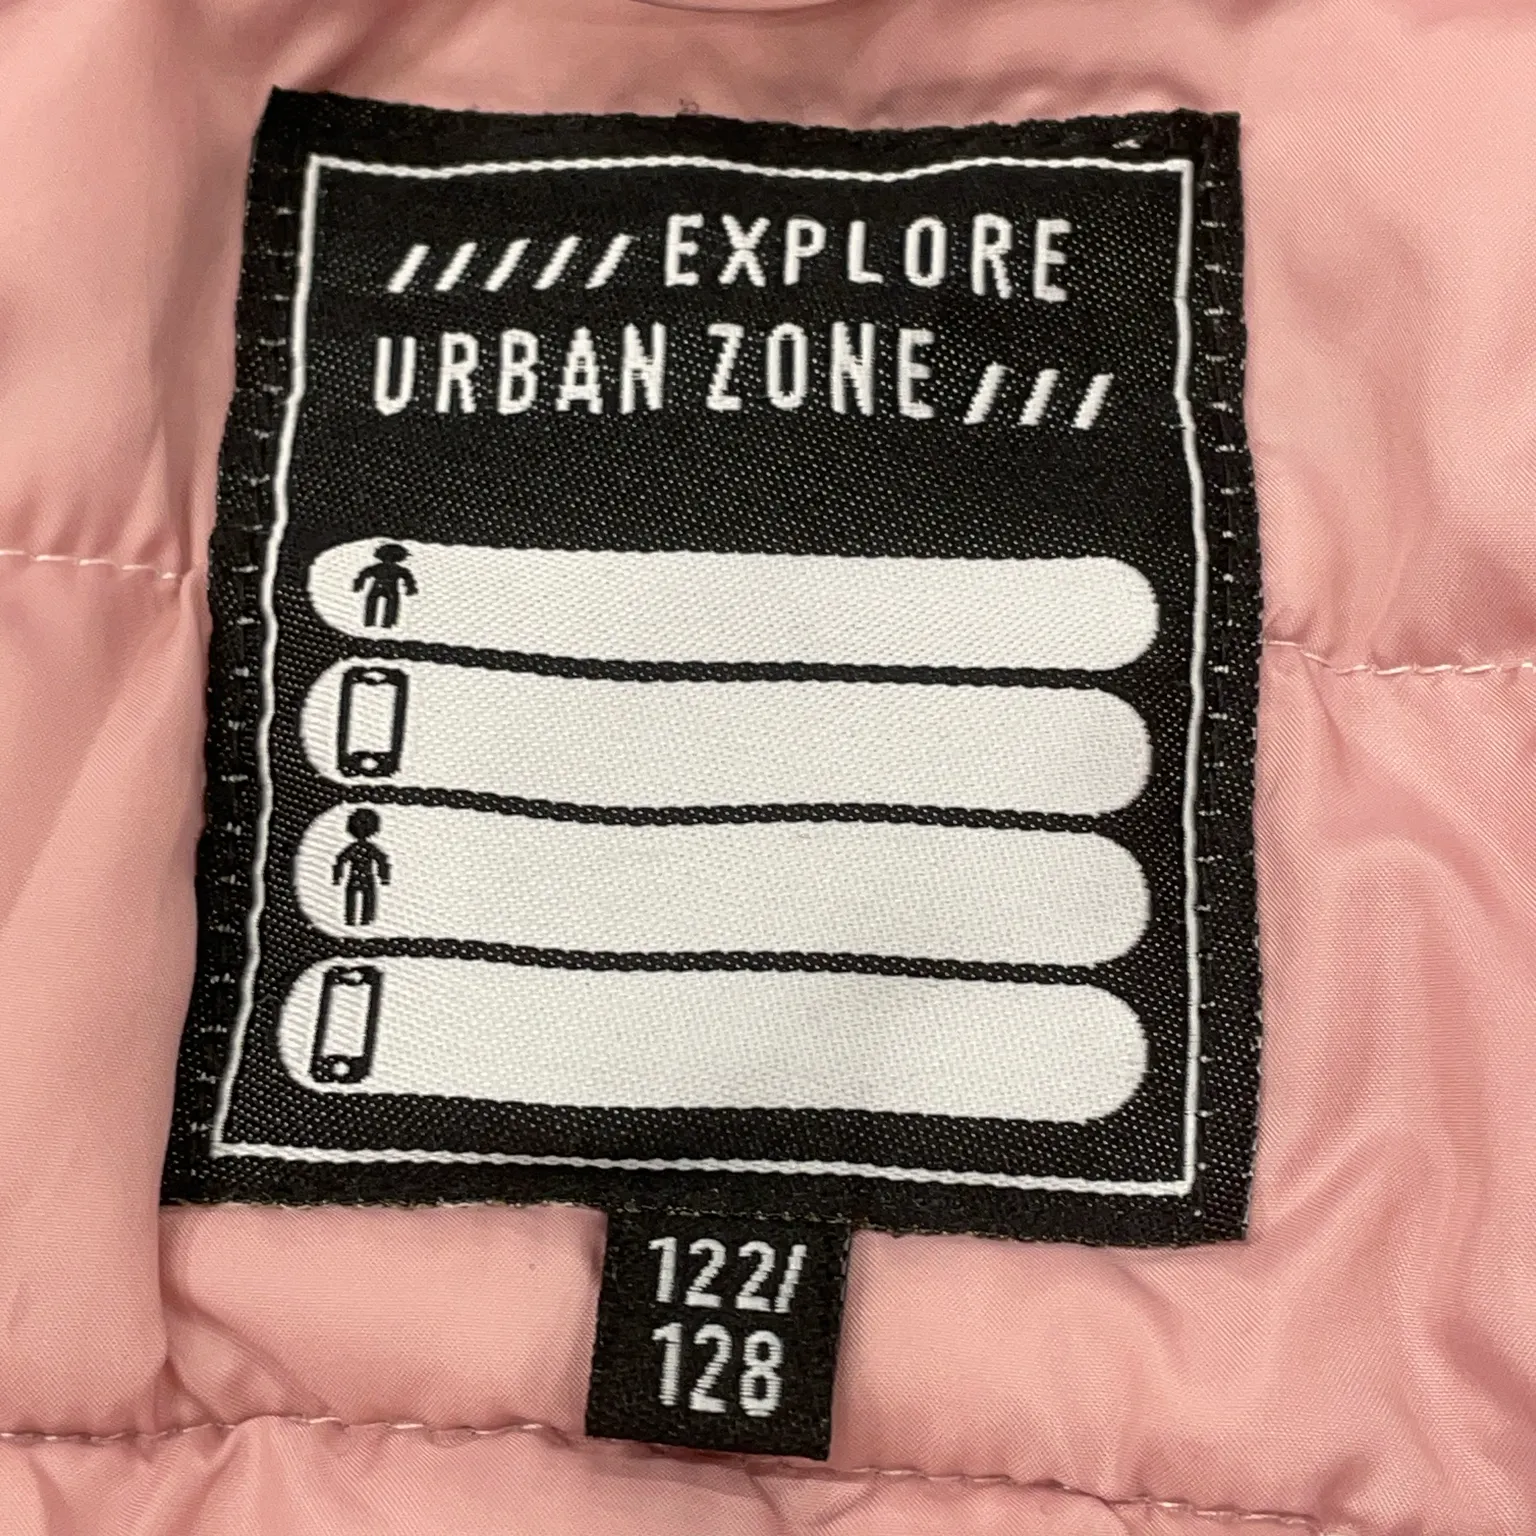 ///// EXPLORE
URBAN ZONE ///
122/
128